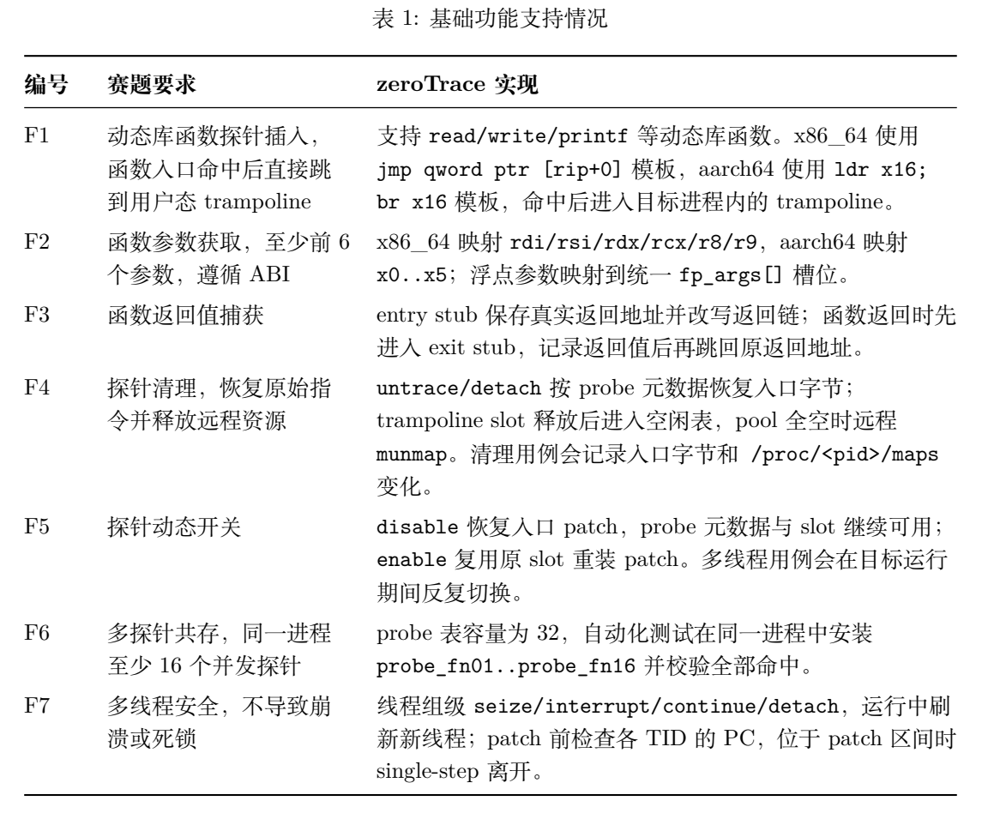 表 1: 基础功能支持情况
编号 赛题要求 zeroTrace 实现
F1 动态库函数探针插入，函数入口命中后直接跳到用户态 trampoline
支持 read/write/printf 等动态库函数。x86_64 使用
jmp qword ptr [rip+0] 模板，aarch64 使用 ldr x16;
br x16 模板，命中后进入目标进程内的 trampoline。
F2 函数参数获取，至少前 6
个参数，遵循 ABI
x86_64 映射 rdi/rsi/rdx/rcx/r8/r9，aarch64 映射
x0..x5；浮点参数映射到统一 fp_args[] 槽位。
F3 函数返回值捕获
entry stub 保存真实返回地址并改写返回链；函数返回时先
进入 exit stub，记录返回值后再跳回原返回地址。
F4 探针清理，恢复原始指
令并释放远程资源
untrace/detach 按 probe 元数据恢复入口字节；
trampoline slot 释放后进入空闲表，pool 全空时远程
munmap。清理用例会记录入口字节和 /proc/<pid>/maps
变化。
F5 探针动态开关
disable 恢复入口 patch，probe 元数据与 slot 继续可用；
enable 复用原 slot 重装 patch。多线程用例会在目标运行
期间反复切换。
F6 多探针共存，同一进程
至少 16 个并发探针
probe 表容量为 32，自动化测试在同一进程中安装
probe_fn01..probe_fn16 并校验全部命中。
F7 多线程安全，不导致崩
溃或死锁
线程组级 seize/interrupt/continue/detach，运行中刷
新新线程；patch 前检查各 TID 的 PC，位于 patch 区间时
single-step 离开。